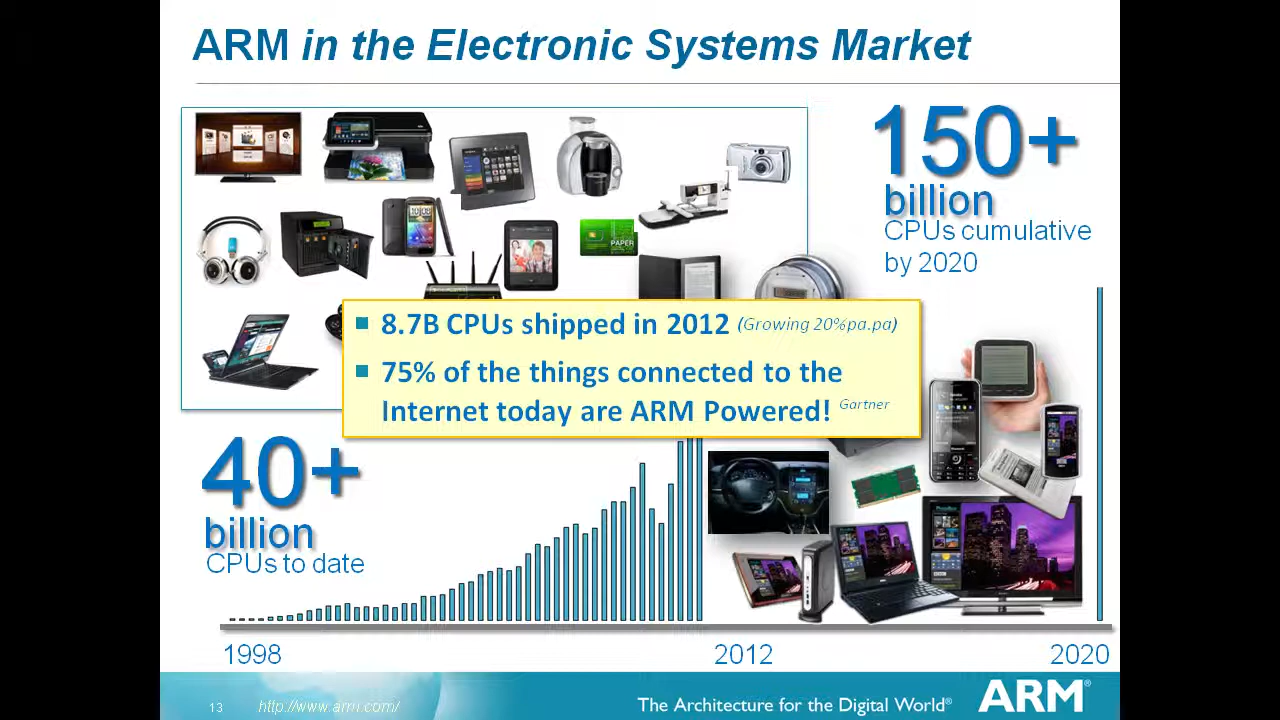 ARM in the Electronic Systems Market
150+
billion
CPUs cumulative
by 2020
PAPER
8.7B CPUs shipped in 2012 (Growing 20%pa.pa)
75% of the things connected to the
Internet today are ARM Powered! Gartner
40+
billion
CPUs to date
1998
2012
2020
13
http://www.arm.com/
The Architecture for the Digital World®
ARM®